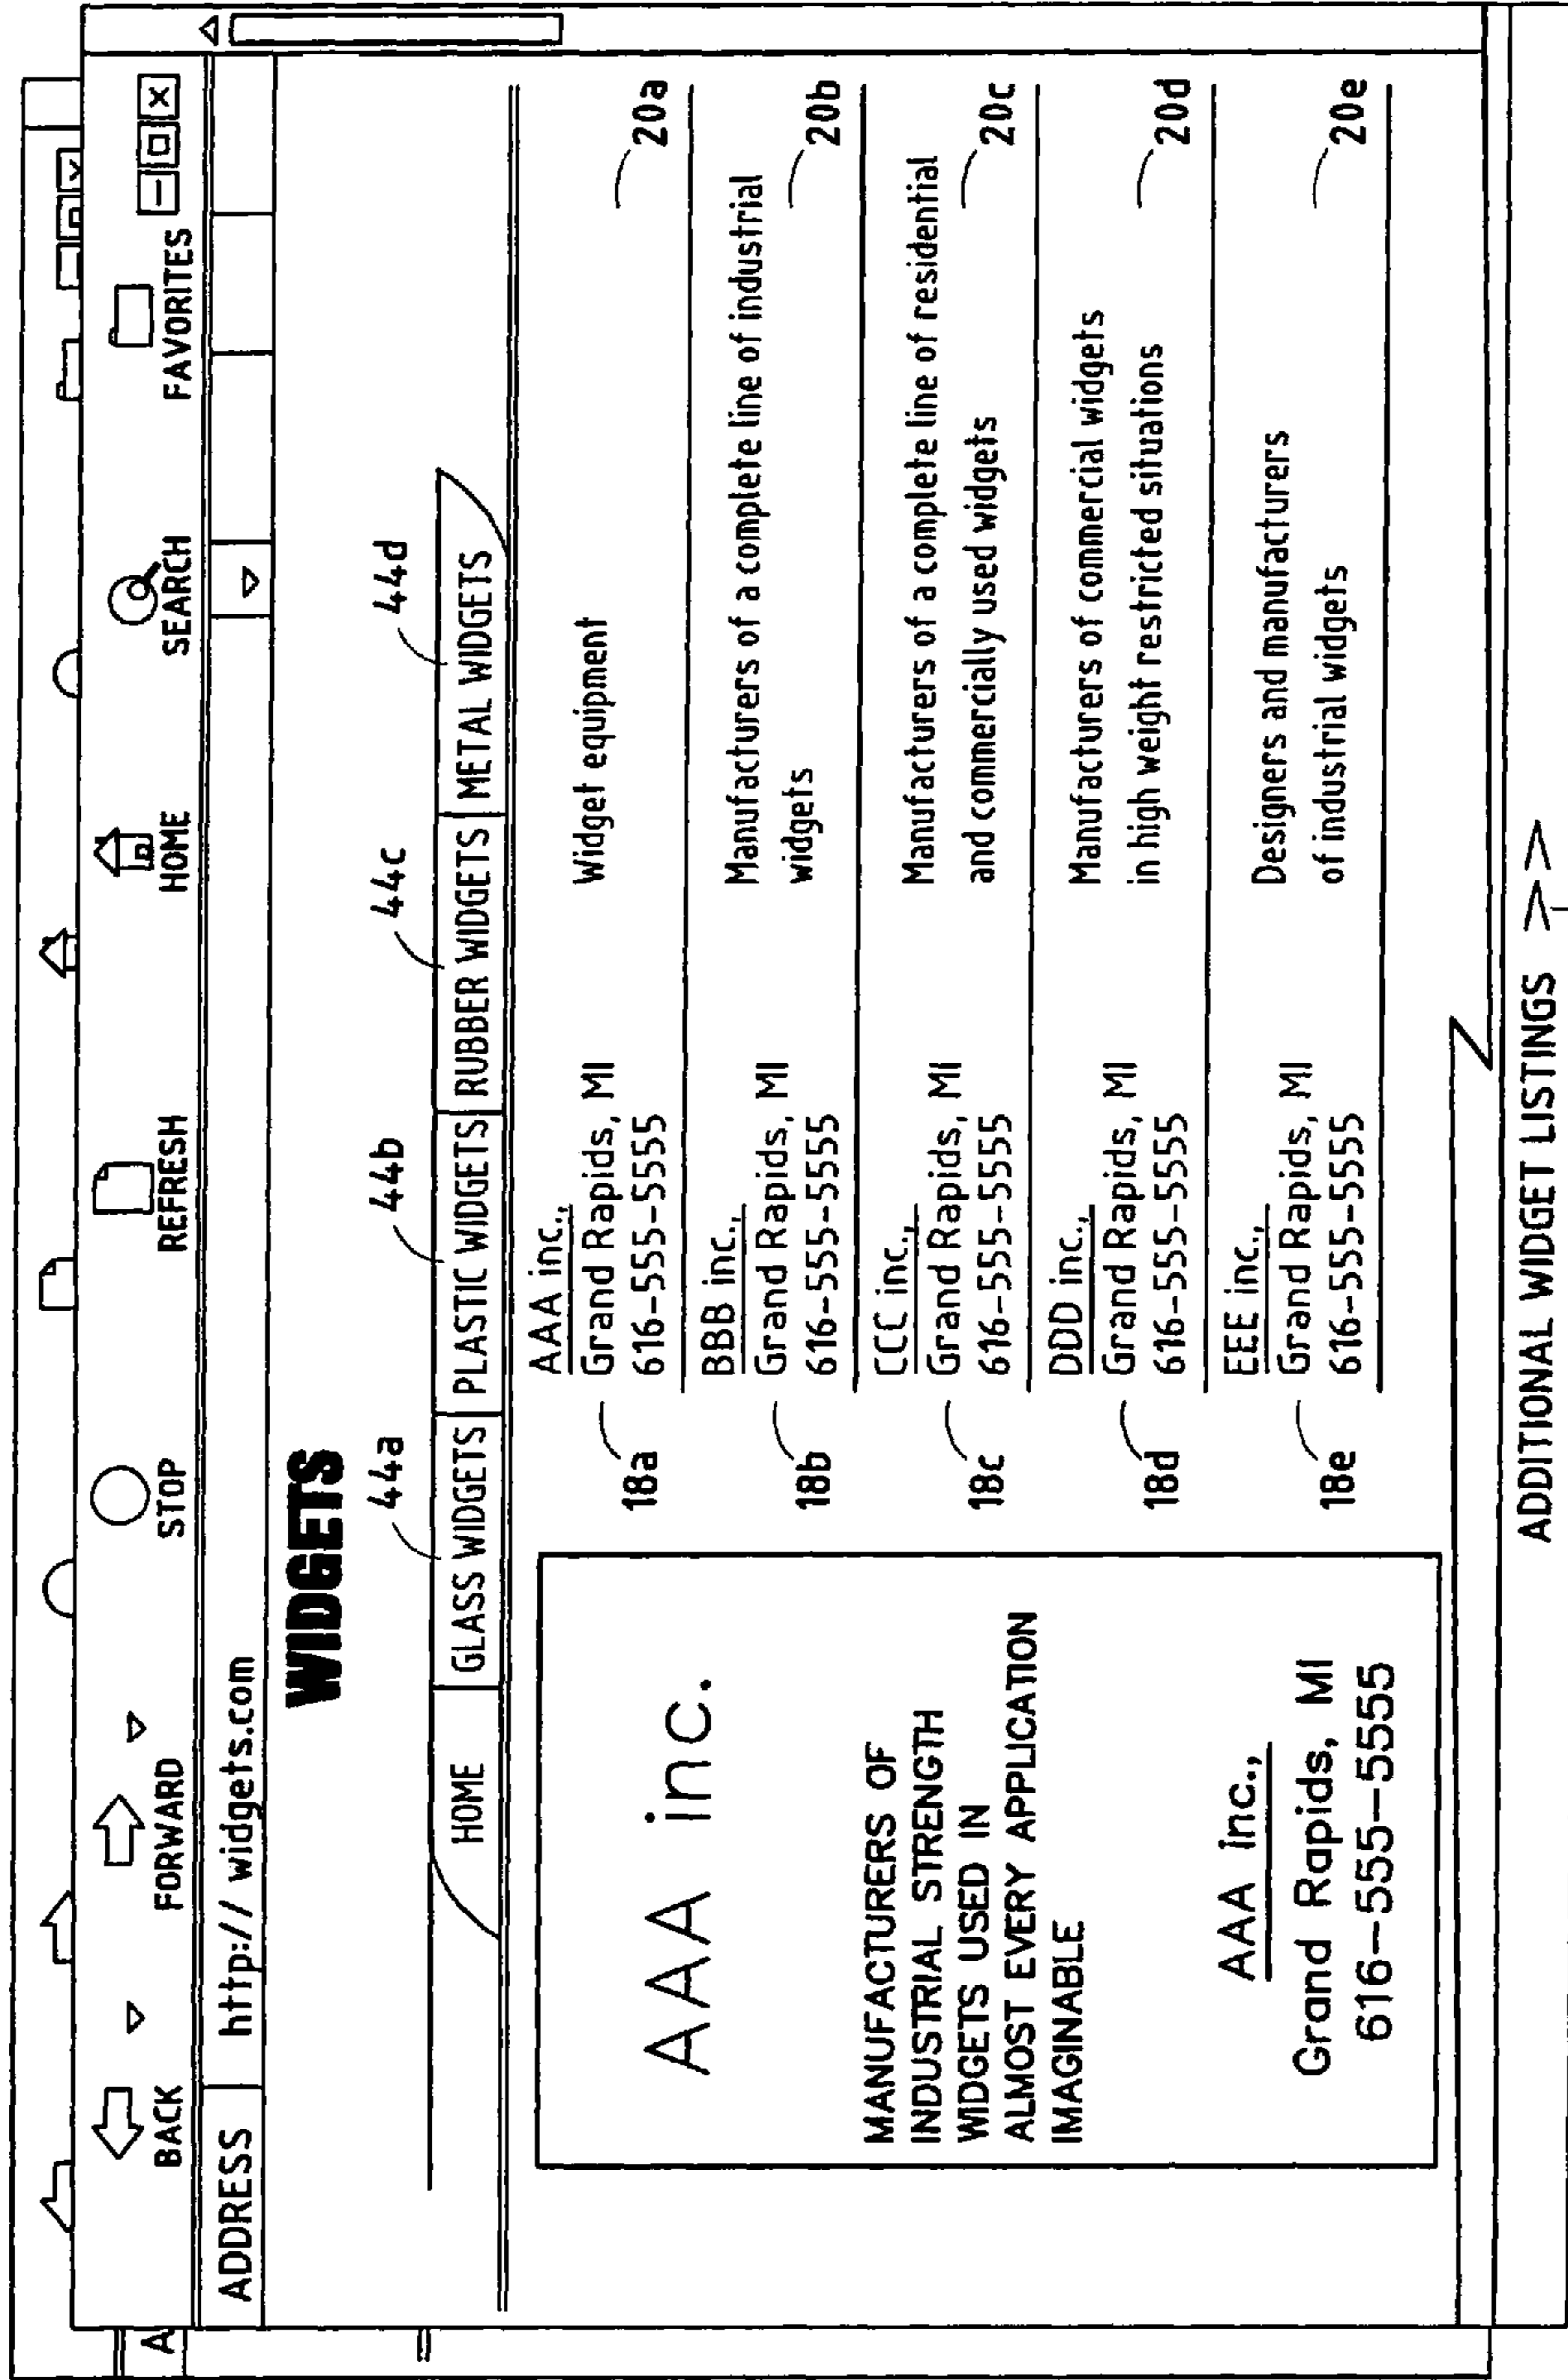 BACK FORWARD STOP REFRESH HOME SEARCH FAVORITES
A
ADDRESS http://widgets.com
WIDGETS
44a 44b 44c 44d
HOME GLASS WIDGETS PLASTIC WIDGETS RUBBER WIDGETS METAL WIDGETS
AAA inc.
MANUFACTURERS OF
INDUSTRIAL STRENGTH
WIDGETS USED IN
ALMOST EVERY APPLICATION
IMAGINABLE
AAA inc.,
Grand Rapids, MI
616-555-5555
18a
AAA inc.,
Grand Rapids, MI
616-555-5555
Widget equipment
20a
18b
BBB inc.,
Grand Rapids, MI
616-555-5555
Manufacturers of a complete line of industrial
widgets
20b
18c
CCC inc.,
Grand Rapids, MI
616-555-5555
Manufacturers of a complete line of residential
and commercially used widgets
20c
18d
DDD inc.,
Grand Rapids, MI
616-555-5555
Manufacturers of commercial widgets
in high weight restricted situations
20d
18e
EEE inc.,
Grand Rapids, MI
616-555-5555
Designers and manufacturers
of industrial widgets
20e
ADDITIONAL WIDGET LISTINGS >>